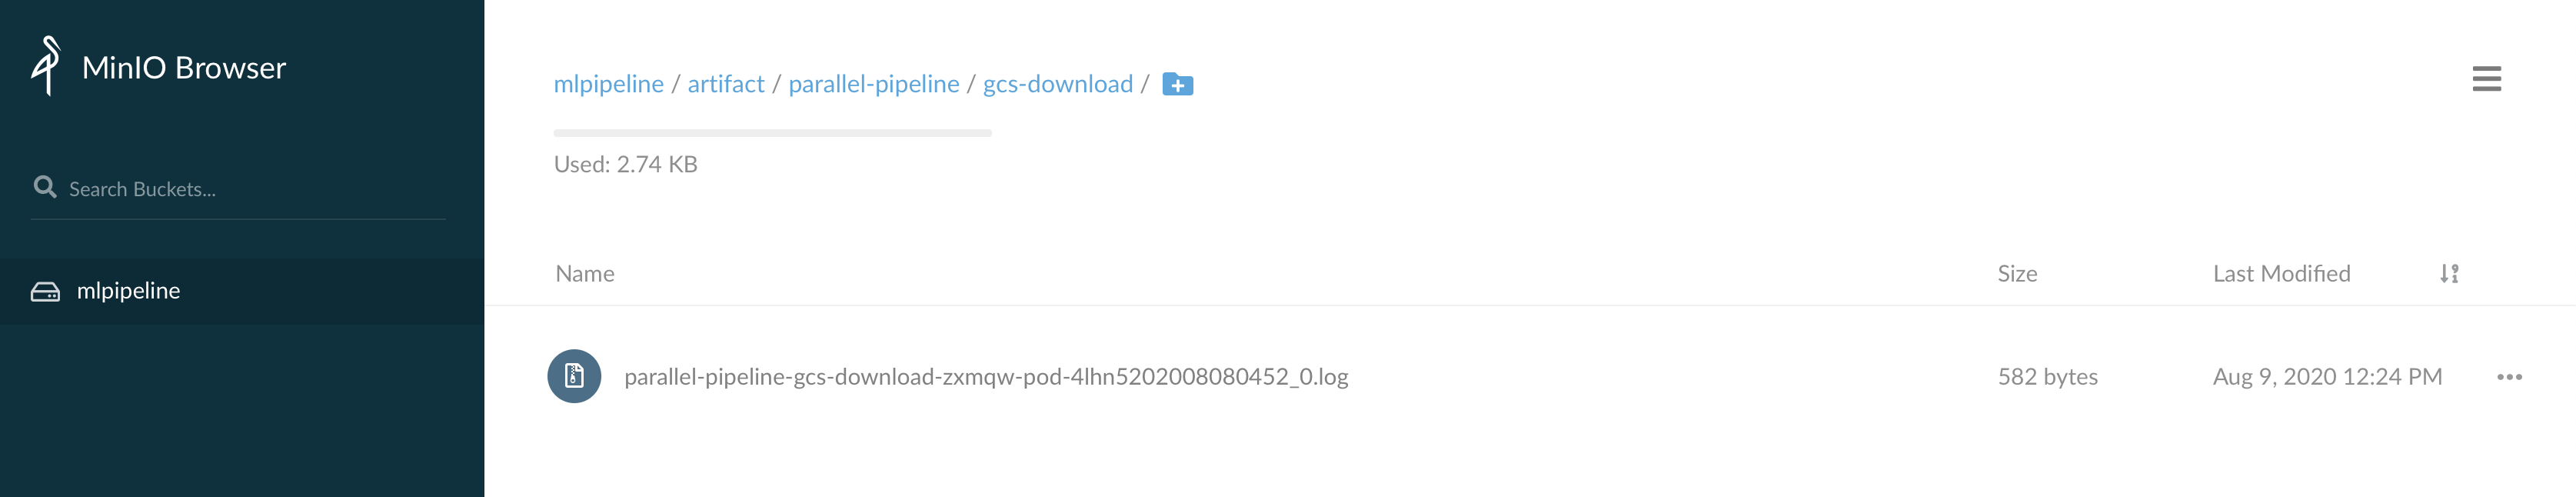 MinIO Browser
Search Buckets...
mlpipeline
mlpipeline / artifact / parallel-pipeline / gcs-download /
Used: 2.74 KB
Name Size Last Modified
parallel-pipeline-gcs-download-zxmqw-pod-4lhn5202008080452_0.log 582 bytes Aug 9, 2020 12:24 PM